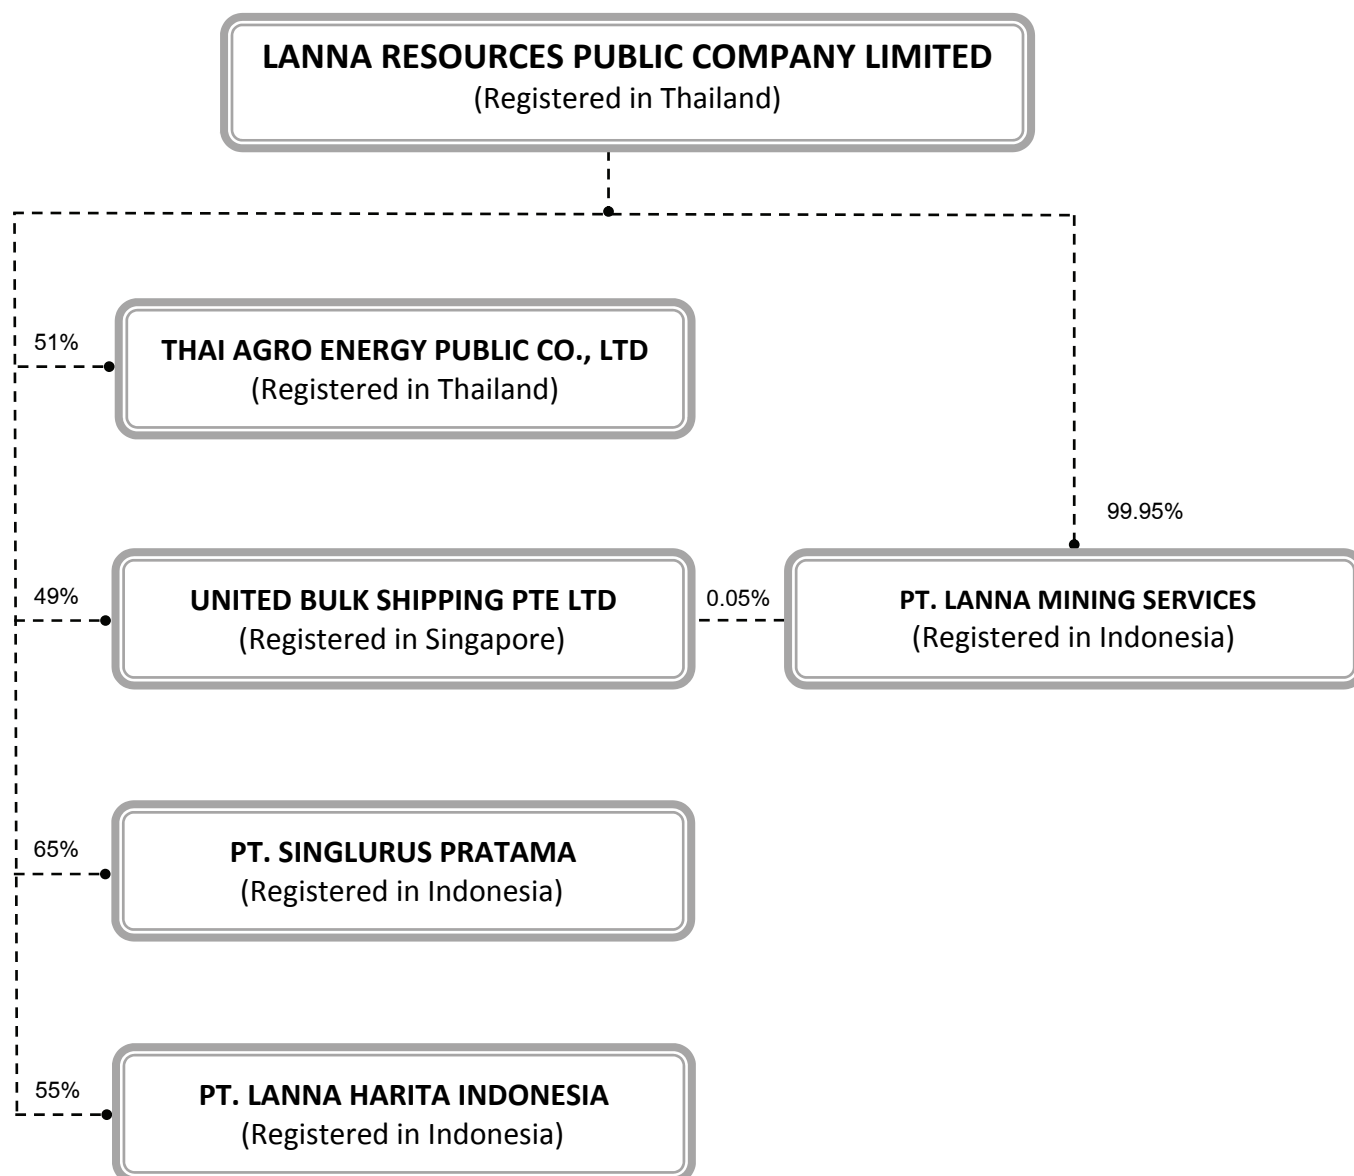 LANNA RESOURCES PUBLIC COMPANY LIMITED
(Registered in Thailand)
51%
THAI AGRO ENERGY PUBLIC CO., LTD
(Registered in Thailand)
99.95%
49%
UNITED BULK SHIPPING PTE LTD
(Registered in Singapore)
0.05%
PT. LANNA MINING SERVICES
(Registered in Indonesia)
65%
PT. SINGLURUS PRATAMA
(Registered in Indonesia)
55%
PT. LANNA HARITA INDONESIA
(Registered in Indonesia)